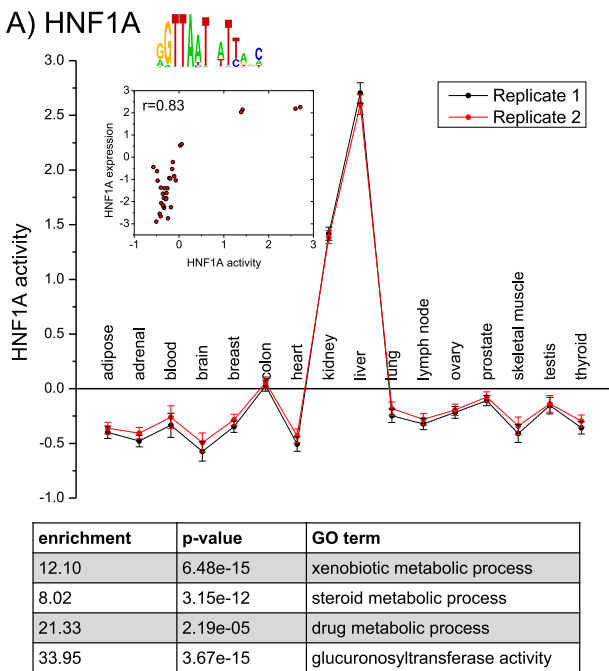 A) HNF1A
GGTTAAT ATTAAC
3.0
2.5
2.0
1.5
1.0
0.5
0.0
-0.5
-1.0
HNF1A activity
r=0.83
3
2
1
0
-1
-2
-3
HNF1A expression
-1 0 1 2 3
HNF1A activity
Replicate 1
Replicate 2
adipose
adrenal
blood
brain
breast
colon
heart
kidney
liver
lung
lymph node
ovary
prostate
skeletal muscle
testis
thyroid
enrichment p-value GO term
12.10 6.48e-15 xenobiotic metabolic process
8.02 3.15e-12 steroid metabolic process
21.33 2.19e-05 drug metabolic process
33.95 3.67e-15 glucuronosyltransferase activity